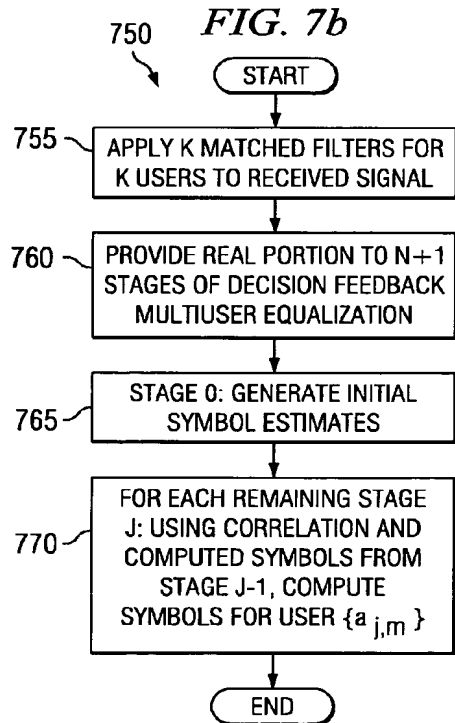 FIG. 7b
750
START
755
APPLY K MATCHED FILTERS FOR
K USERS TO RECEIVED SIGNAL
760
PROVIDE REAL PORTION TO N+1
STAGES OF DECISION FEEDBACK
MULTIUSER EQUALIZATION
765
STAGE 0: GENERATE INITIAL
SYMBOL ESTIMATES
770
FOR EACH REMAINING STAGE
J: USING CORRELATION AND
COMPUTED SYMBOLS FROM
STAGE J-1, COMPUTE
SYMBOLS FOR USER {a j,m }
END